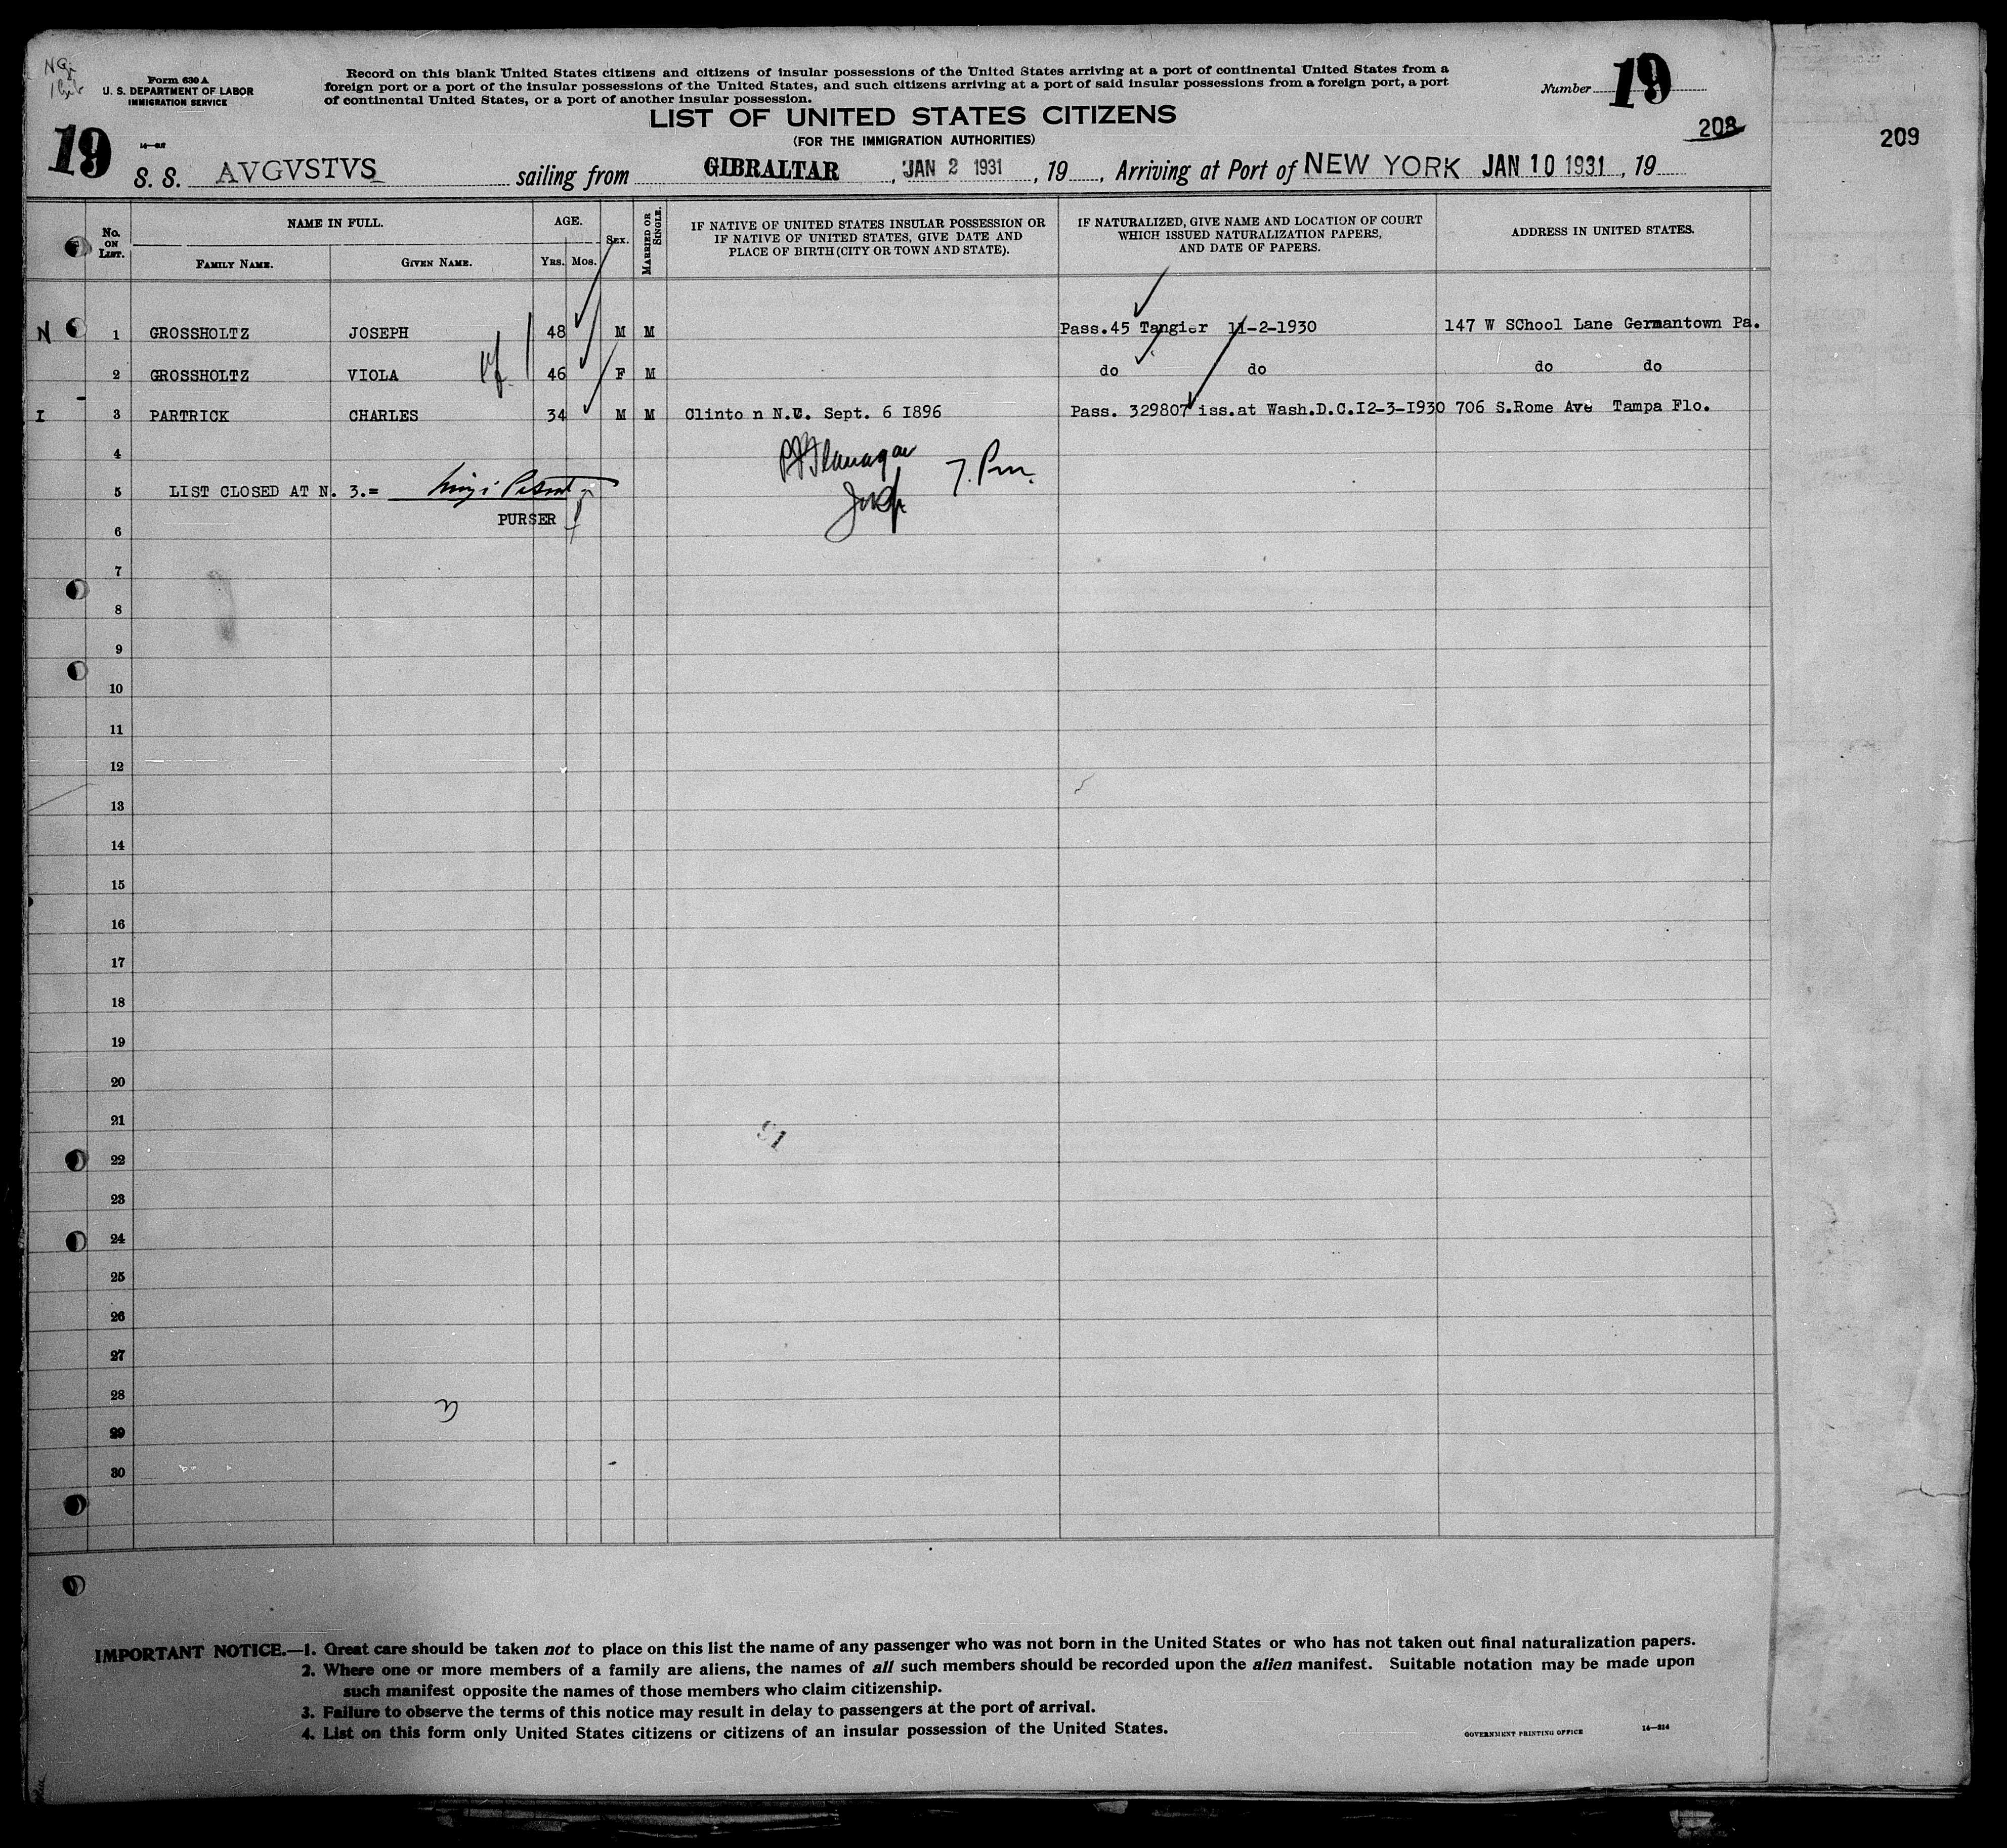 Form 630 A
U. S. DEPARTMENT OF LABOR
IMMIGRATION SERVICE
Record on this blank United States citizens and citizens of insular possessions of the United States arriving at a port of continental United States from a
foreign port or a port of the insular possessions of the United States, and such citizens arriving at a port of said insular possessions from a foreign port, a port
of continental United States, or a port of another insular possession.
Number 19
LIST OF UNITED STATES CITIZENS
(FOR THE IMMIGRATION AUTHORITIES)
208
209
19
S. S. AVGVSTVS sailing from GIBRALTAR, JAN 2 1931, 19, Arriving at Port of NEW YORK JAN 10 1931, 19
No. ON LIST.
NAME IN FULL.
FAMILY NAME.
GIVEN NAME.
AGE.
Yrs. Mos.
SEX.
MARRIED OR SINGLE.
IF NATIVE OF UNITED STATES INSULAR POSSESSION OR
IF NATIVE OF UNITED STATES, GIVE DATE AND
PLACE OF BIRTH (CITY OR TOWN AND STATE).
IF NATURALIZED, GIVE NAME AND LOCATION OF COURT
WHICH ISSUED NATURALIZATION PAPERS,
AND DATE OF PAPERS.
ADDRESS IN UNITED STATES.
N 1 GROSSHOLTZ JOSEPH 48 M M Pass.45 Tangier 11-2-1930 147 W SChool Lane Germantown Pa.
2 GROSSHOLTZ VIOLA 46 F M do do do do
I 3 PARTRICK CHARLES 34 M M Clinto n N.C. Sept. 6 I896 Pass. 329807 iss.at Wash.D.C.I2-3-I930 706 S.Rome Ave Tampa Flo.
4
5 LIST CLOSED AT N. 3.=
PURSER
6
7
8
9
10
11
12
13
14
15
16
17
18
19
20
21
22
23
24
25
26
27
28
29
30
IMPORTANT NOTICE.—1. Great care should be taken not to place on this list the name of any passenger who was not born in the United States or who has not taken out final naturalization papers.
2. Where one or more members of a family are aliens, the names of all such members should be recorded upon the alien manifest. Suitable notation may be made upon
such manifest opposite the names of those members who claim citizenship.
3. Failure to observe the terms of this notice may result in delay to passengers at the port of arrival.
4. List on this form only United States citizens or citizens of an insular possession of the United States.
GOVERNMENT PRINTING OFFICE 14—314